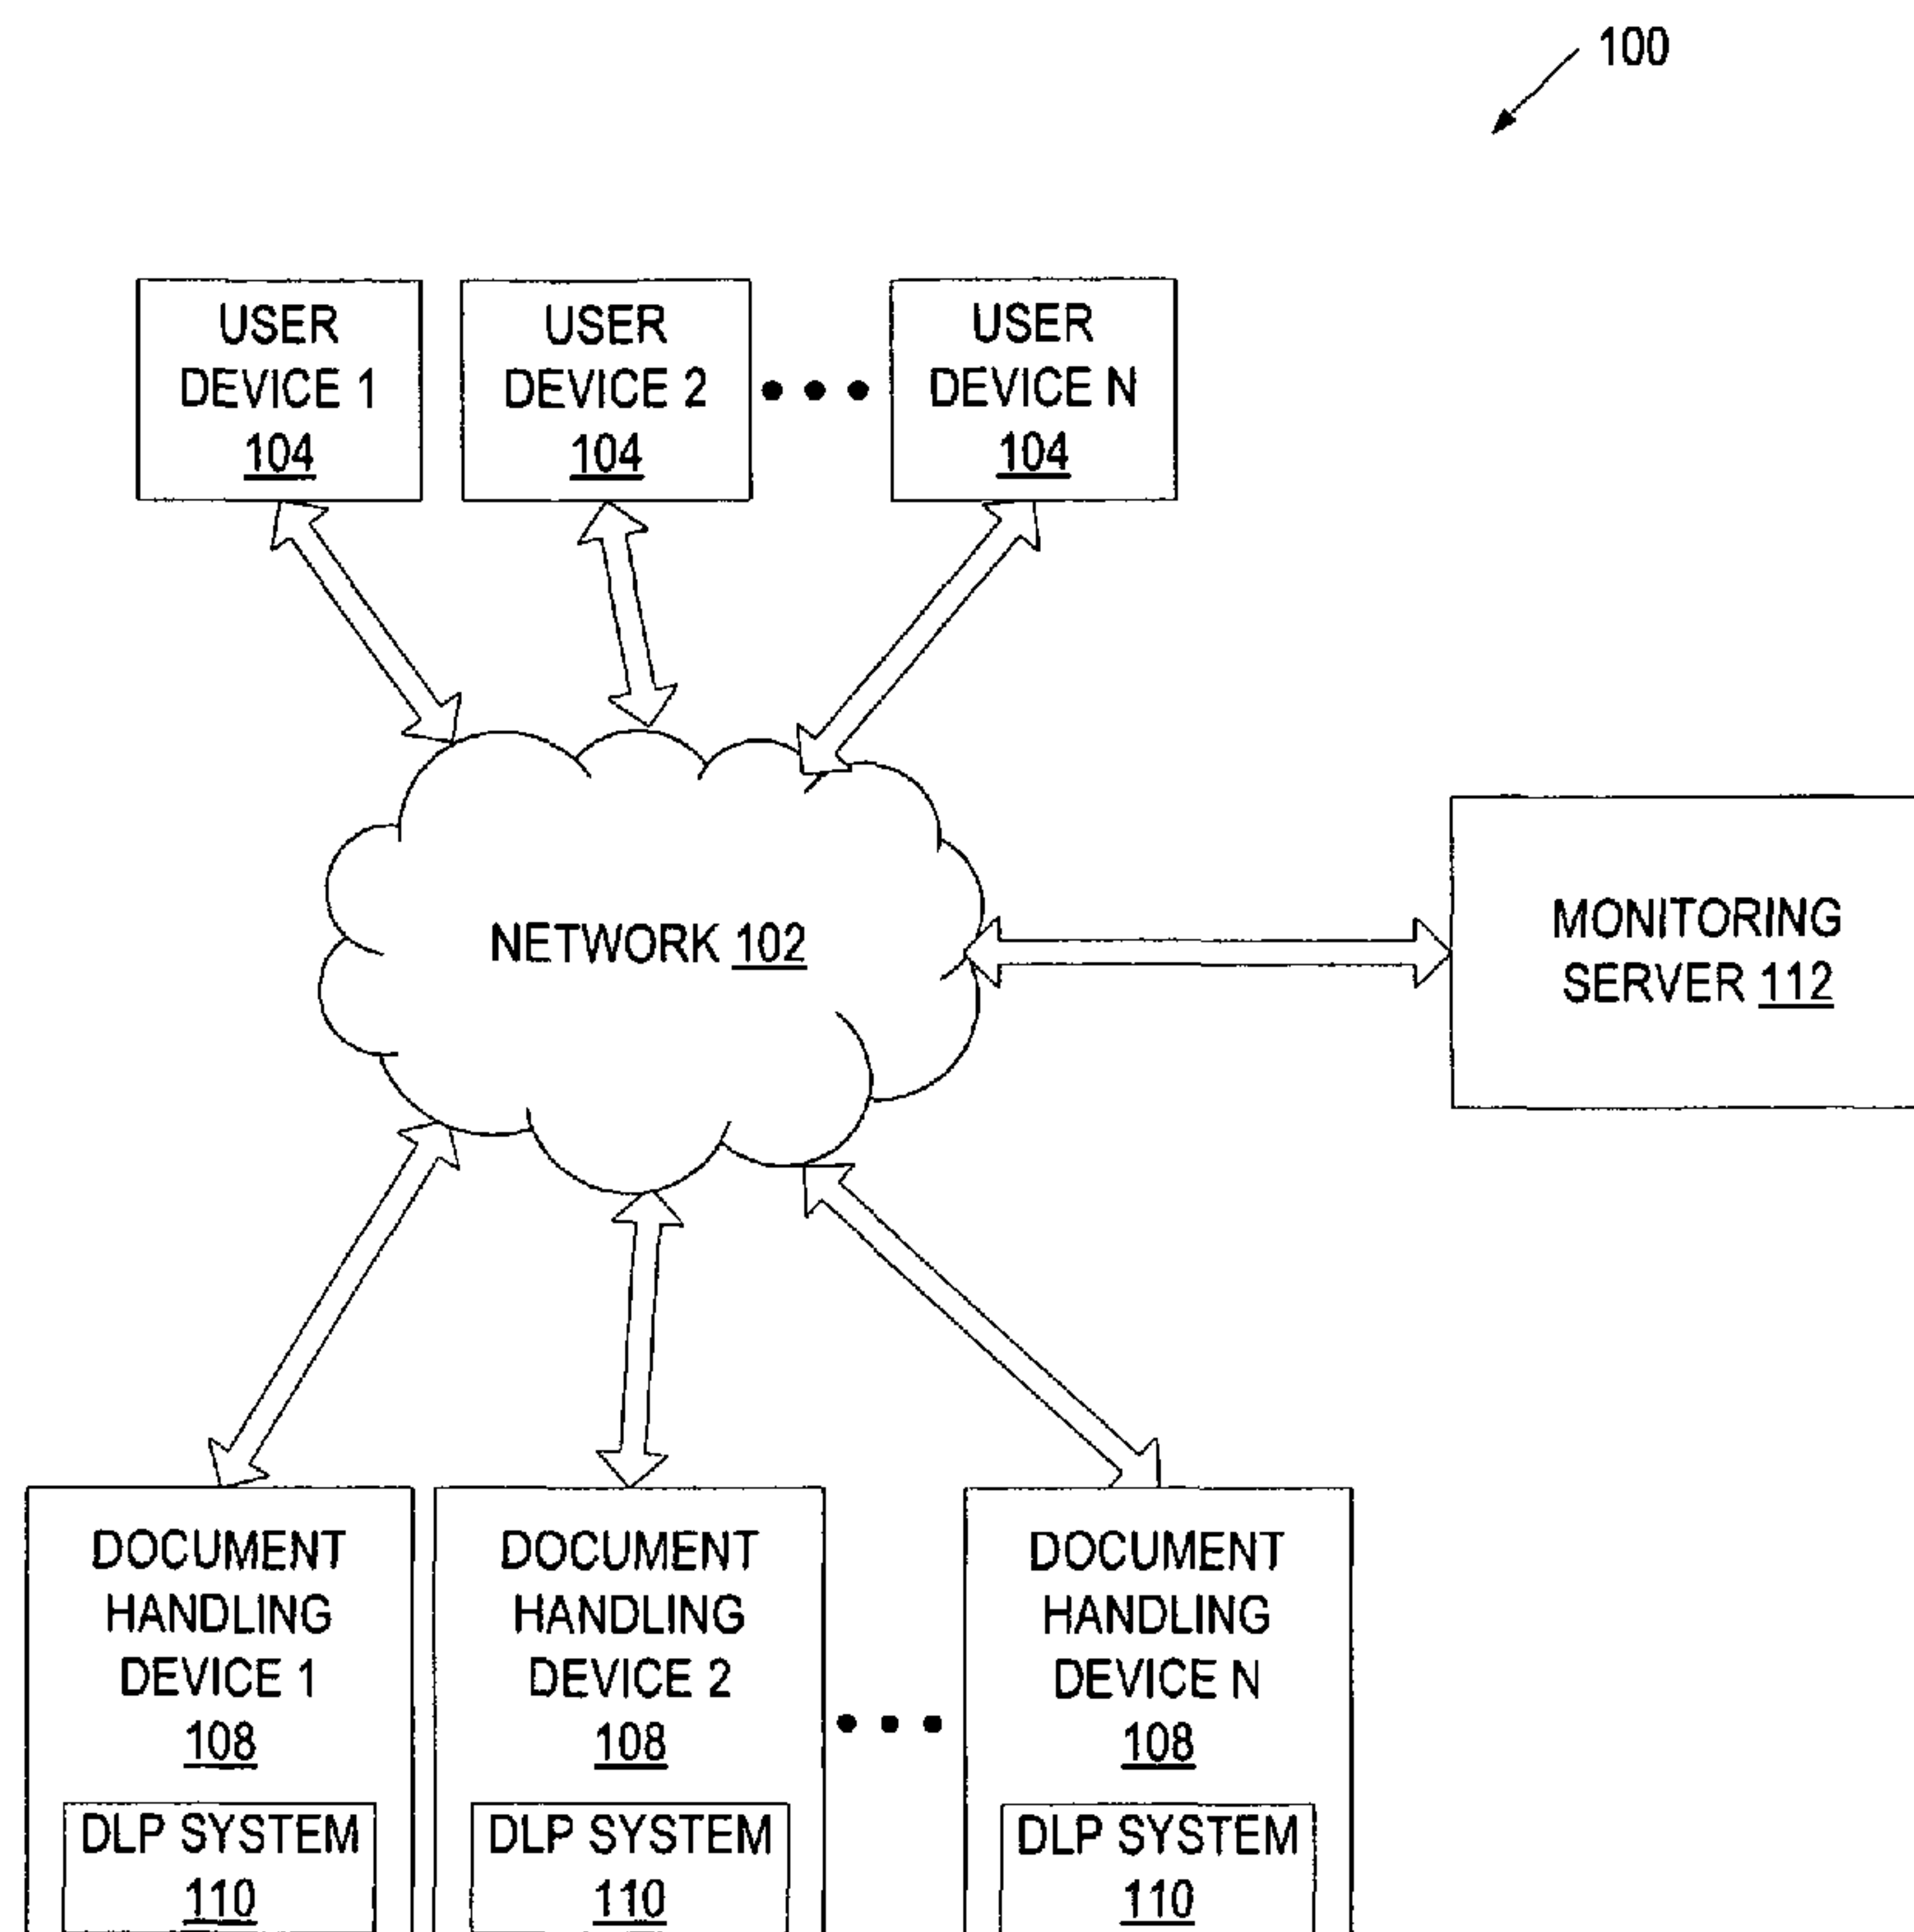 100
USER
DEVICE 1
104
USER
DEVICE 2
104
USER
DEVICE N
104
NETWORK 102
MONITORING
SERVER 112
DOCUMENT
HANDLING
DEVICE 1
108
DLP SYSTEM
110
DOCUMENT
HANDLING
DEVICE 2
108
DLP SYSTEM
110
DOCUMENT
HANDLING
DEVICE N
108
DLP SYSTEM
110